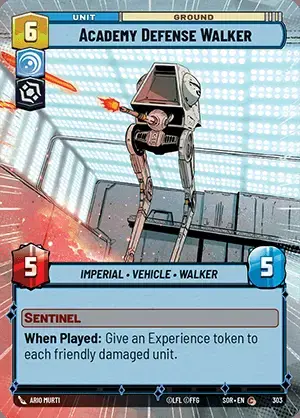 6
UNIT
GROUND
ACADEMY DEFENSE WALKER
5
IMPERIAL • VEHICLE • WALKER
5
SENTINEL
When Played: Give an Experience token to
each friendly damaged unit.
ARIO MURTI
©LFL ©FFG
SOR • EN
C
303